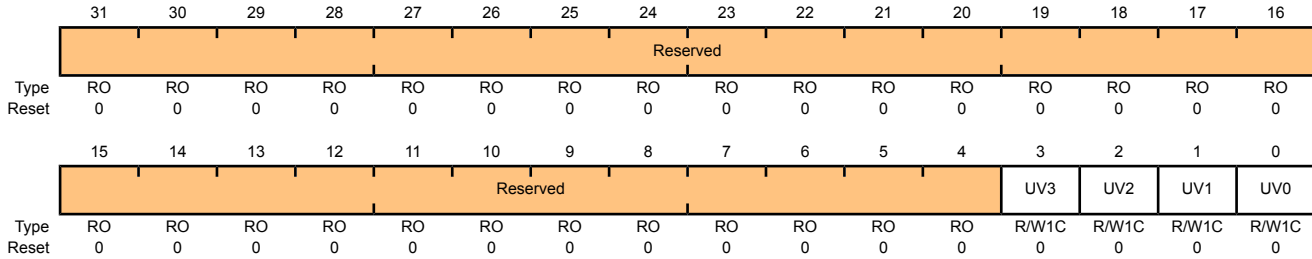 31 30 29 28 27 26 25 24 23 22 21 20 19 18 17 16
Reserved
Type RO RO RO RO RO RO RO RO RO RO RO RO RO RO RO RO
Reset 0 0 0 0 0 0 0 0 0 0 0 0 0 0 0 0
15 14 13 12 11 10 9 8 7 6 5 4 3 2 1 0
Reserved UV3 UV2 UV1 UV0
Type RO RO RO RO RO RO RO RO RO RO RO RO R/W1C R/W1C R/W1C R/W1C
Reset 0 0 0 0 0 0 0 0 0 0 0 0 0 0 0 0